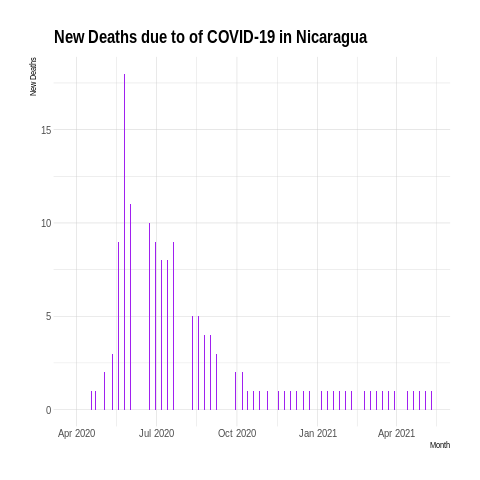 New Deaths due to of COVID-19 in Nicaragua
New Deaths
15
10
5
0
Apr 2020 Jul 2020 Oct 2020 Jan 2021 Apr 2021
Month